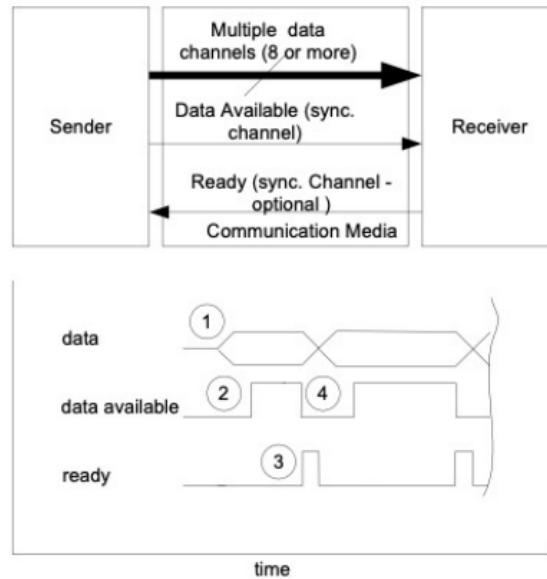 Multiple data
channels (8 or more)
Sender
Data Available (sync.
channel)
Receiver
Ready (sync. Channel -
optional )
Communication Media
1
data
2
4
data available
3
ready
time